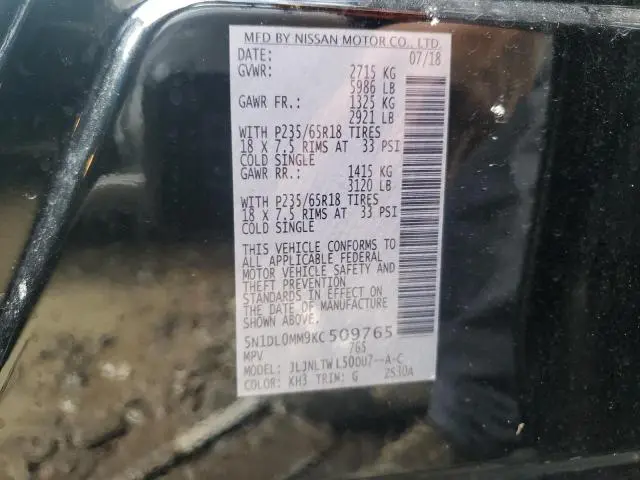 MFD BY NISSAN MOTOR CO., LTD.
DATE: 07/18
GVWR: 2715 KG
5986 LB
GAWR FR.: 1325 KG
2921 LB
WITH P235/65R18 TIRES
18 X 7.5 RIMS AT 33 PSI
COLD SINGLE
GAWR RR.: 1415 KG
3120 LB
WITH P235/65R18 TIRES
18 X 7.5 RIMS AT 33 PSI
COLD SINGLE
THIS VEHICLE CONFORMS TO
ALL APPLICABLE FEDERAL
MOTOR VEHICLE SAFETY AND
THEFT PREVENTION
STANDARDS IN EFFECT ON
THE DATE OF MANUFACTURE
SHOWN ABOVE.
5N1DL0MM9KC509765
MPV 765
MODEL: JLJNLTWL50OU7--A-C
COLOR: KH3 TRIM: G 2S30A